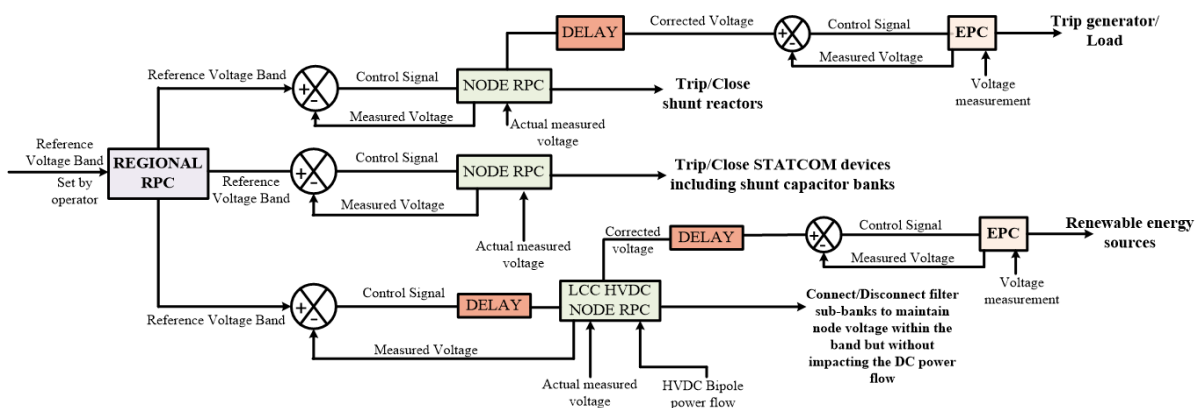 Corrected Voltage
Control Signal
Trip generator/
Load
DELAY
+
-
EPC
Measured Voltage
Voltage
measurement
Reference Voltage Band
Control Signal
+
-
NODE RPC
Trip/Close
shunt reactors
Measured Voltage
Actual measured
voltage
Reference
Voltage Band
Set by
operator
REGIONAL
RPC
Reference
Voltage Band
Control Signal
+
-
NODE RPC
Trip/Close STATCOM devices
including shunt capacitor banks
Measured Voltage
Actual measured
voltage
Corrected
voltage
DELAY
+
-
Control Signal
EPC
Renewable energy
sources
Measured Voltage
Voltage
measurement
Reference Voltage Band
+
-
Control Signal
DELAY
LCC HVDC
NODE RPC
Connect/Disconnect filter
sub-banks to maintain
node voltage within the
band but without
impacting the DC power
flow
Measured Voltage
Actual measured
voltage
HVDC Bipole
power flow